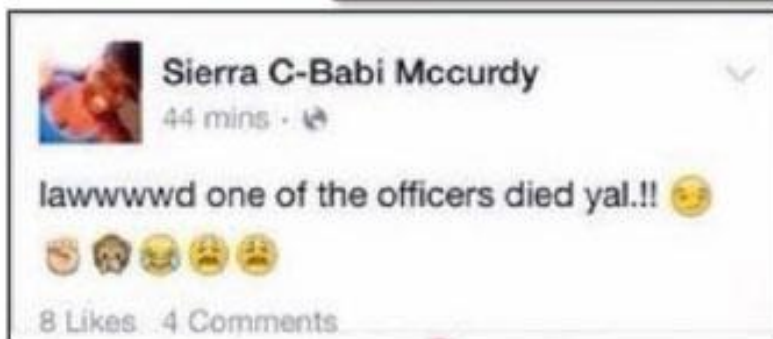 Sierra C-Babi Mccurdy
44 mins ·
lawwwwd one of the officers died yal.!! 😏
✊🙊😂😩😩
8 Likes 4 Comments